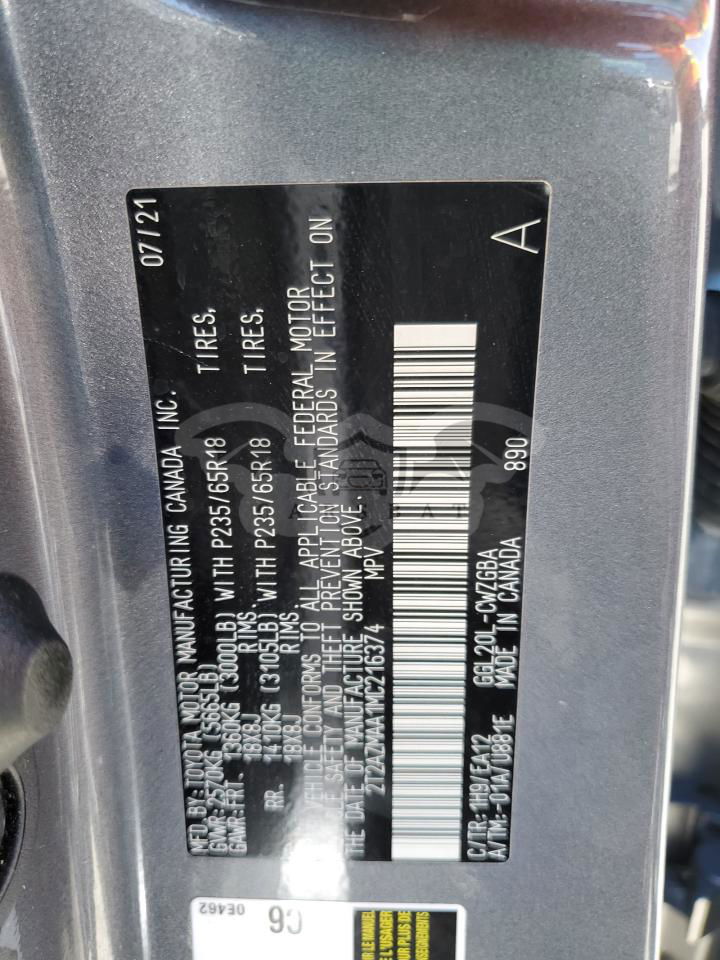 MFD.BY:TOYOTA MOTOR MANUFACTURING CANADA INC. 07/21
GVWR:2570KG (5665LB)
GAWR:FRT. 1360KG (3000LB) WITH P235/65R18 TIRES,
18X8J RIMS.
RR. 1410KG (3105LB) WITH P235/65R18 TIRES,
18X8J RIMS.
VEHICLE CONFORMS TO ALL APPLICABLE FEDERAL MOTOR
SAFETY AND THEFT PREVENTION STANDARDS IN EFFECT ON
THE DATE OF MANUFACTURE SHOWN ABOVE.
2T2AZMAA1MC216374 MPV
C/TR:1H9/EA12 GGL20L-CWZGBA
A/TM:-01A/U881E MADE IN CANADA 890 A
0E462
C6